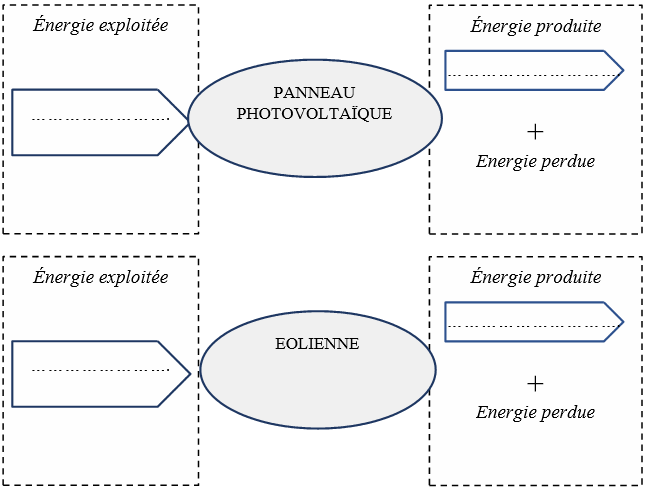 Énergie exploitée
Énergie produite
PANNEAU
PHOTOVOLTAÏQUE
..............................
..............................
+
Energie perdue
Énergie exploitée
Énergie produite
EOLIENNE
..............................
..............................
+
Energie perdue